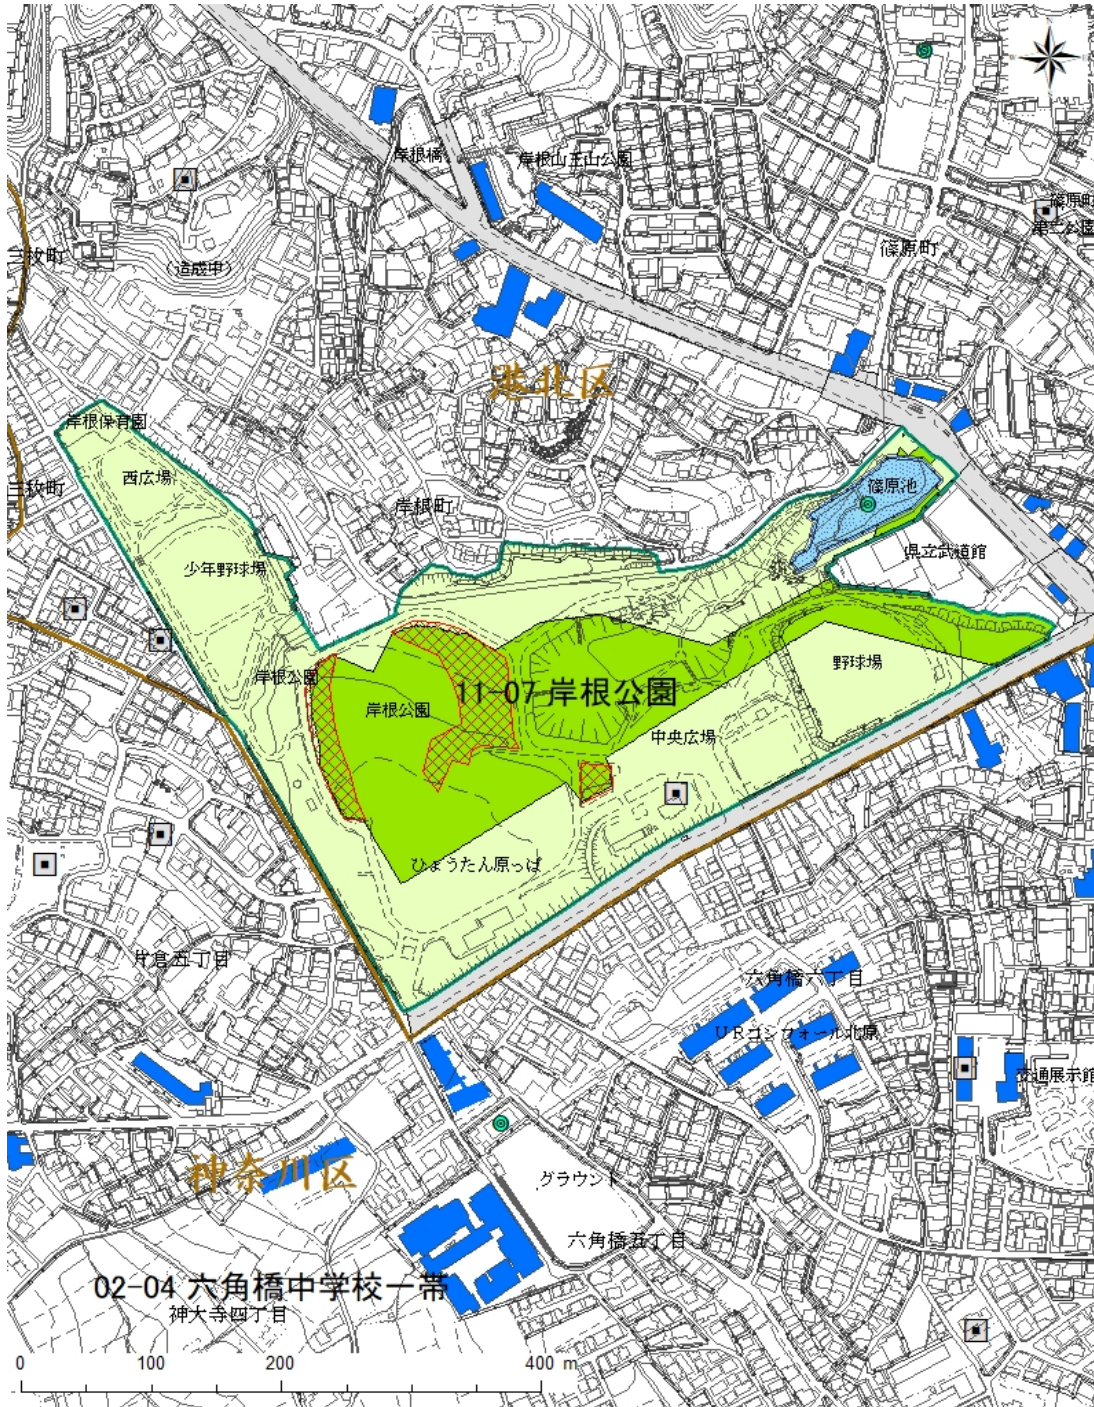 岸根橋
岸根山王山公園
篠原町
第二公園
三枚町
(造成中)
篠原町
港北区
岸根保育園
西広場
三枚町
岸根町
篠原池
県立武道館
少年野球場
岸根公園
野球場
11-07 岸根公園
岸根公園
中央広場
ひょうたん原っぱ
片倉五丁目
六角橋六丁目
URコンフォール北原
交通展示館
神奈川区
グラウンド
六角橋五丁目
02-04 六角橋中学校一帯
神大寺四丁目
0 100 200 400 m